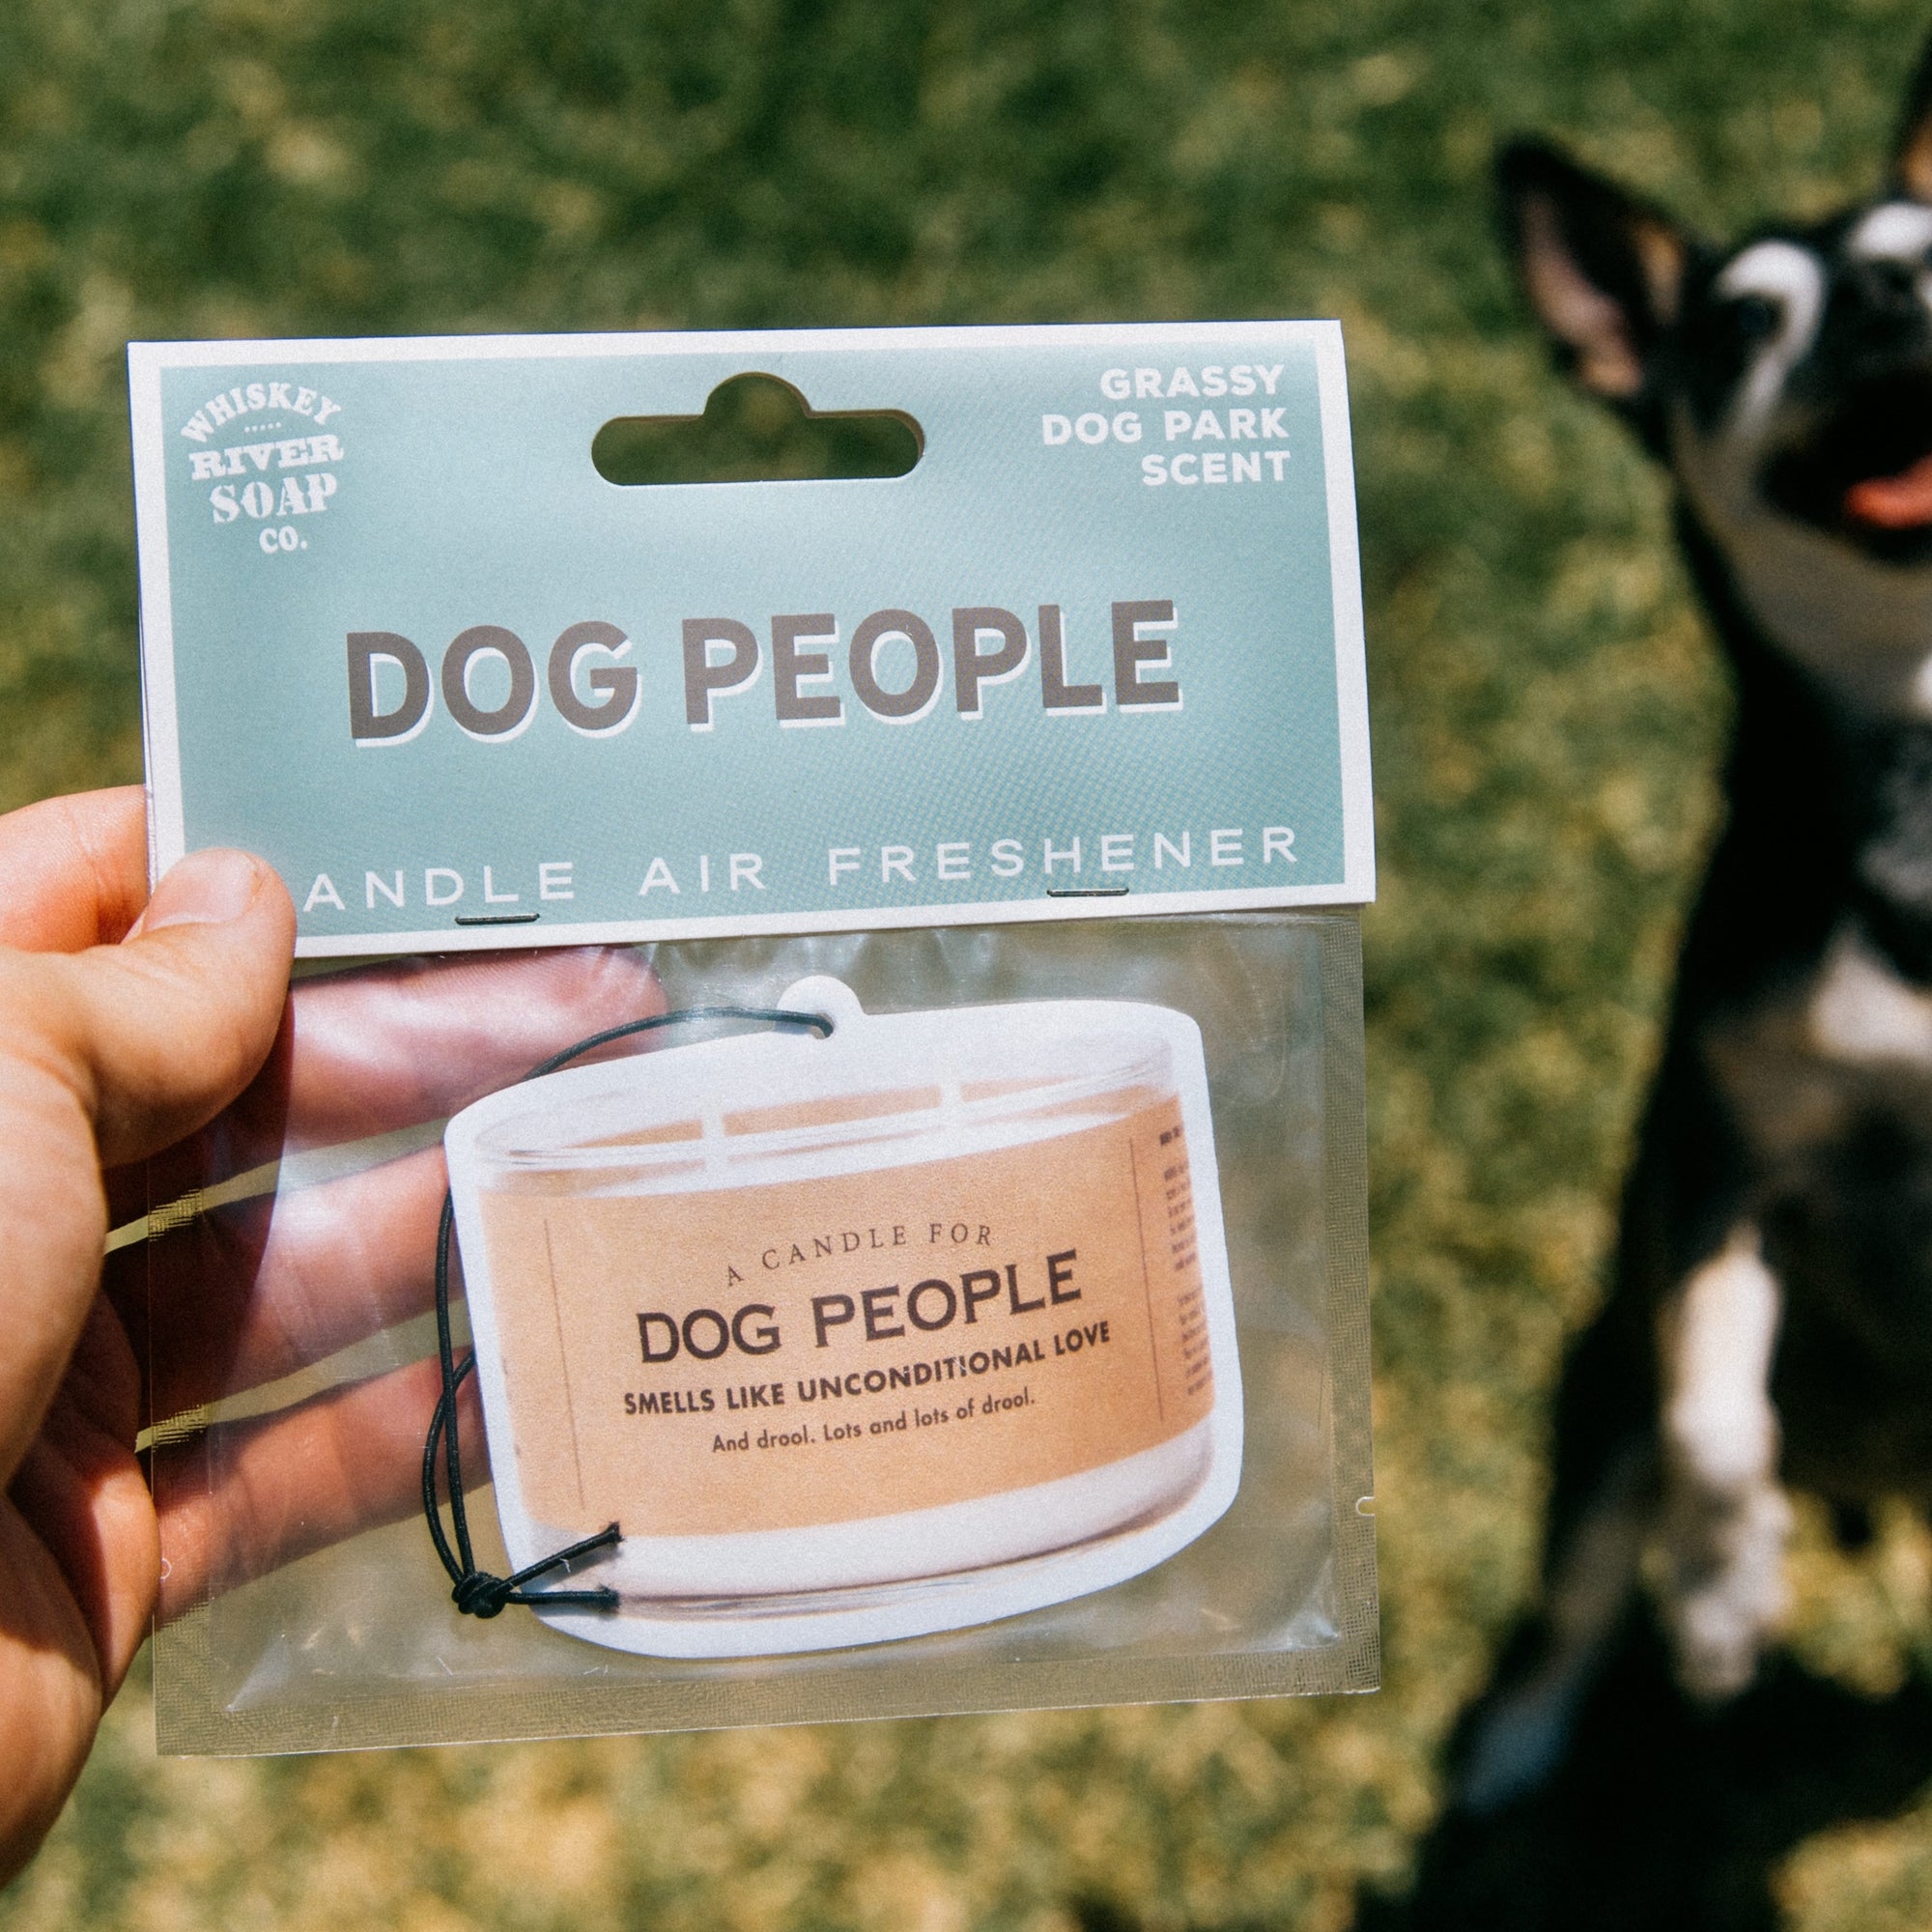 WHISKEY
RIVER
SOAP
CO.
GRASSY
DOG PARK
SCENT
DOG PEOPLE
ANDLE AIR FRESHENER
A CANDLE FOR
DOG PEOPLE
SMELLS LIKE UNCONDITIONAL LOVE
And drool. Lots and lots of drool.